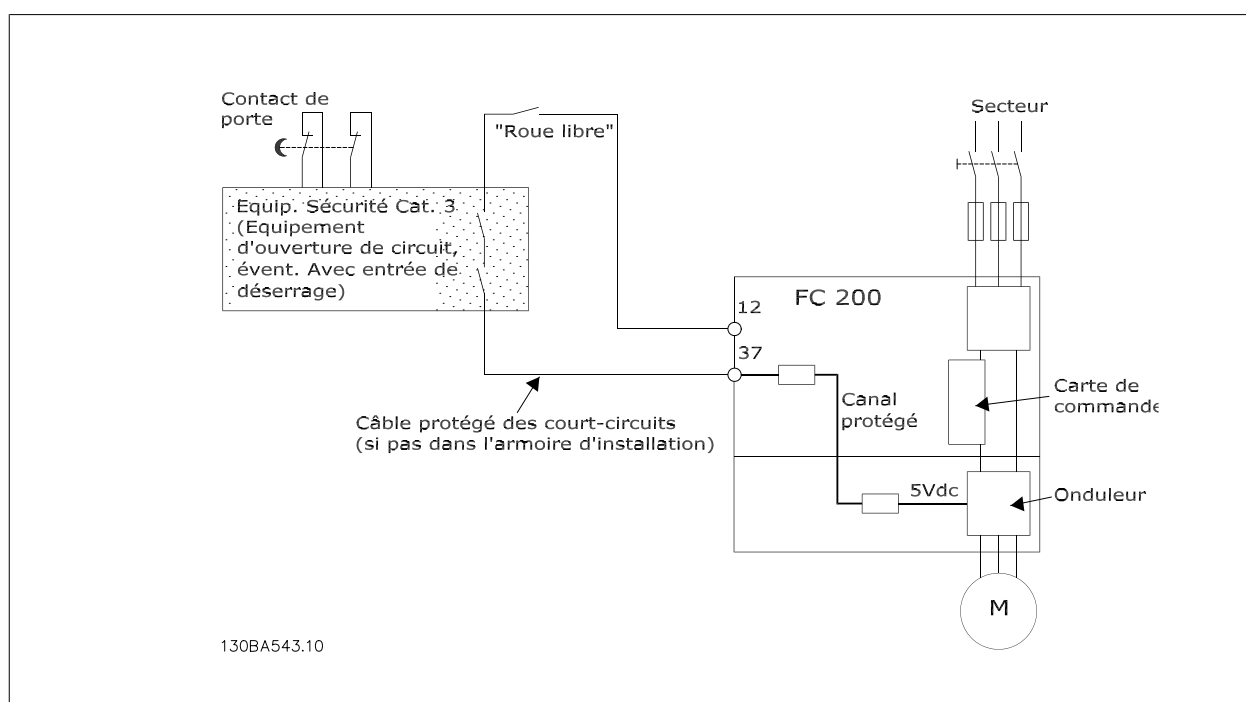 Contact de
porte
"Roue libre"
Secteur
Equip. Sécurité Cat. 3
(Equipement
d'ouverture de circuit,
évent. Avec entrée de
déserrage)
12
FC 200
37
Canal
protégé
Carte de
commande
Câble protégé des court-circuits
(si pas dans l'armoire d'installation)
5Vdc
Onduleur
M
130BA543.10